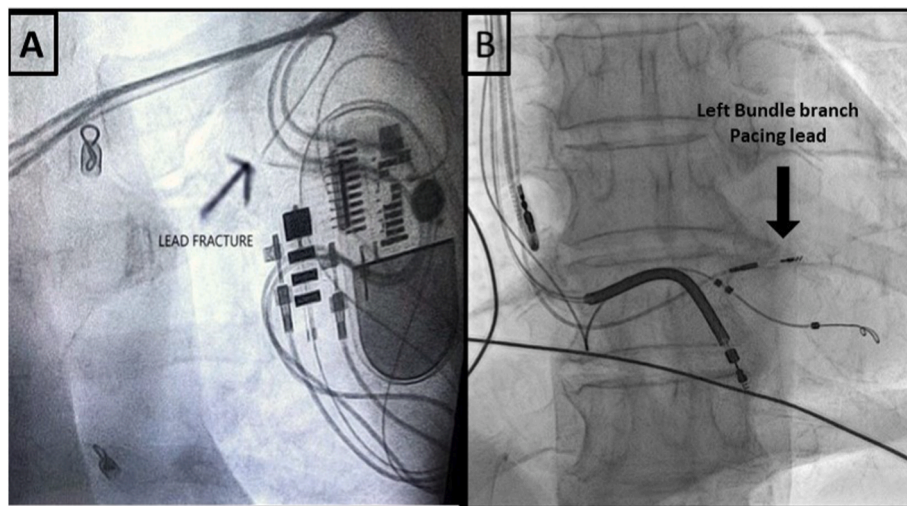 A
B
Left Bundle branch
Pacing lead
LEAD FRACTURE